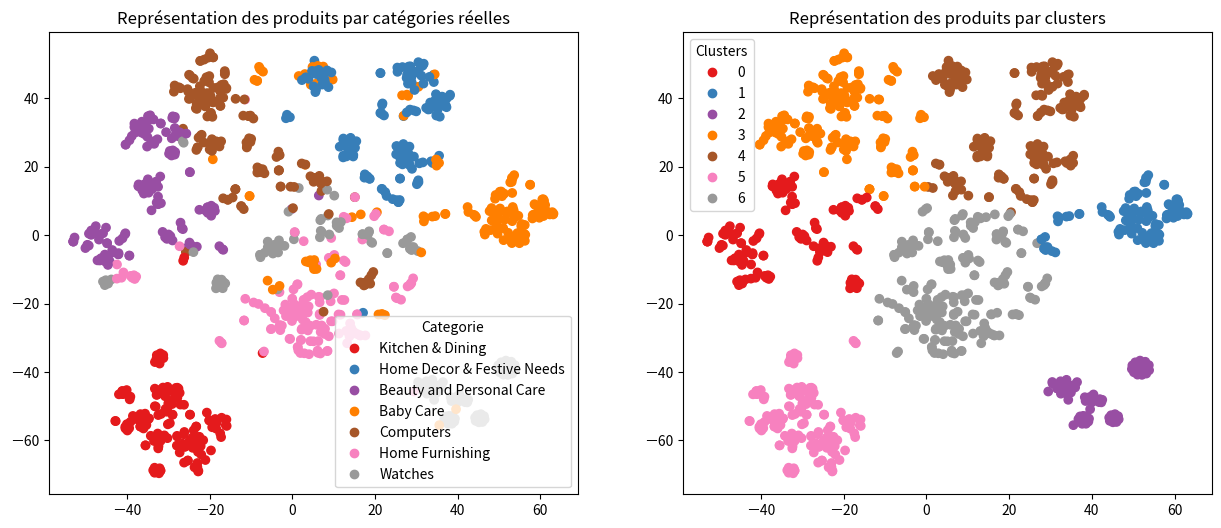 Représentation des produits par catégories réelles
40
20
0
−20
−40
−60
−40
−20
0
20
40
60
Categorie
Kitchen & Dining
Home Decor & Festive Needs
Beauty and Personal Care
Baby Care
Computers
Home Furnishing
Watches
Représentation des produits par clusters
Clusters
0
1
2
3
4
5
6
40
20
0
−20
−40
−60
−40
−20
0
20
40
60